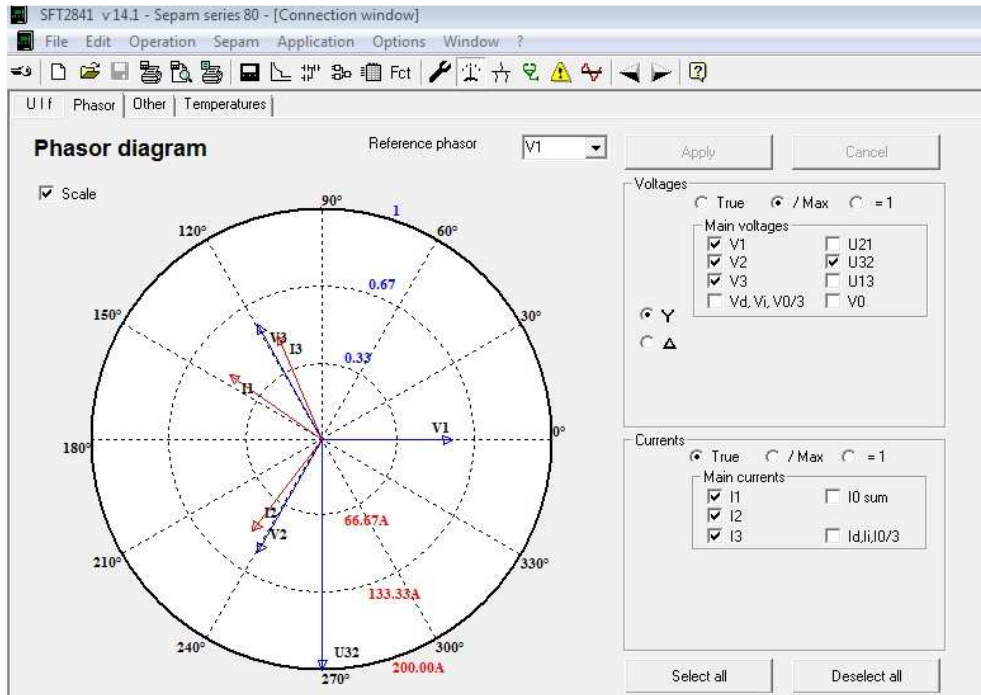 SFT2841 v 14.1 - Sepam series 80 - [Connection window]
File Edit Operation Sepam Application Options Window ?
Fct
U I f Phasor Other Temperatures
Phasor diagram
Reference phasor V1
Apply Cancel
Scale
Voltages
True / Max = 1
Main voltages
V1 U21
V2 U32
V3 U13
Vd, Vi, V0/3 V0
Y
Δ
90°
1
120° 60°
0.67
150° 30°
V3
I3
0.33
I1
V1
180° 0°
I2
V2
66.67A
210° 330°
133.33A
240° U32 300°
200.00A
270°
Currents
True / Max = 1
Main currents
I1 I0 sum
I2
I3 Id,Ii,I0/3
Select all Deselect all